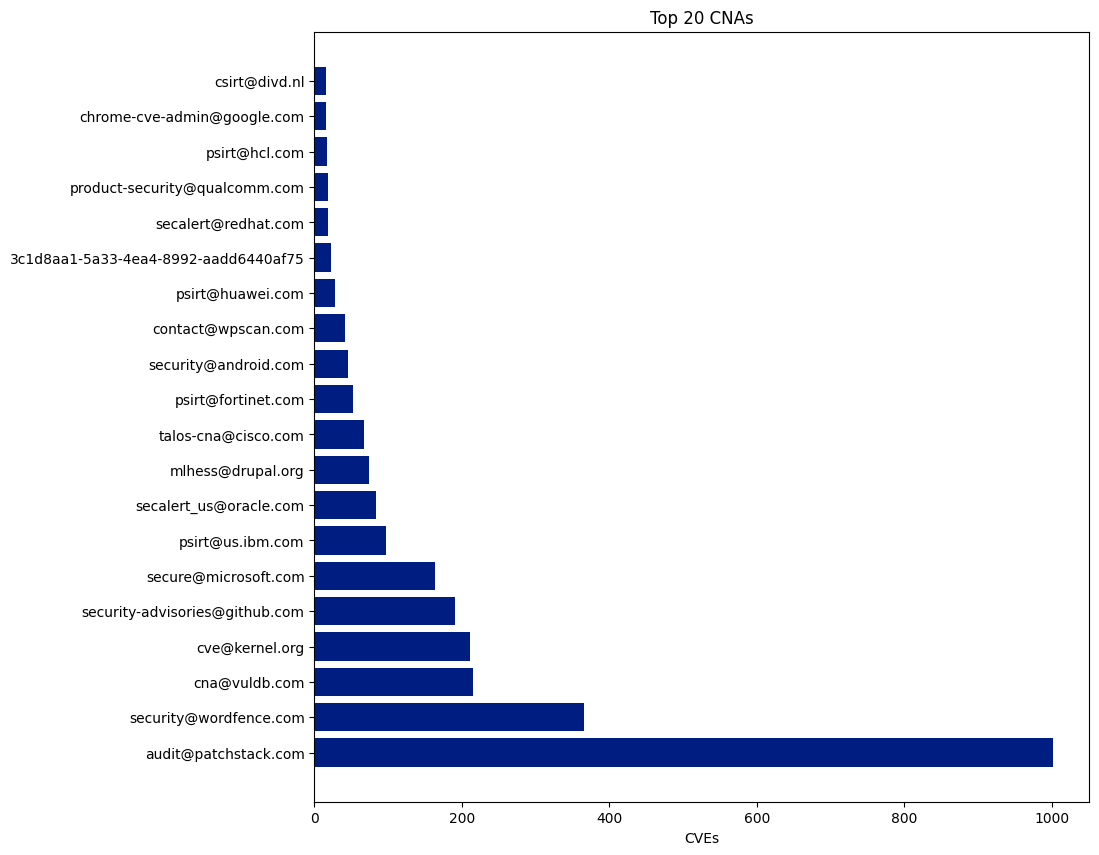 Top 20 CNAs
csirt@divd.nl
chrome-cve-admin@google.com
psirt@hcl.com
product-security@qualcomm.com
secalert@redhat.com
3c1d8aa1-5a33-4ea4-8992-aadd6440af75
psirt@huawei.com
contact@wpscan.com
security@android.com
psirt@fortinet.com
talos-cna@cisco.com
mlhess@drupal.org
secalert_us@oracle.com
psirt@us.ibm.com
secure@microsoft.com
security-advisories@github.com
cve@kernel.org
cna@vuldb.com
security@wordfence.com
audit@patchstack.com
0 200 400 600 800 1000
CVEs